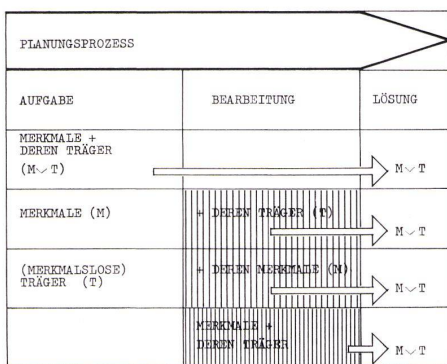 PLANUNGSPROZESS
AUFGABE BEARBEITUNG LÖSUNG
MERKMALE +
DEREN TRÄGER
(M⌣T) M⌣T
MERKMALE (M) + DEREN TRÄGER (T)
M⌣T
(MERKMALSLOSE) + DEREN MERKMALE (M)
TRÄGER (T) M⌣T
MERKMALE +
DEREN TRÄGER M⌣T